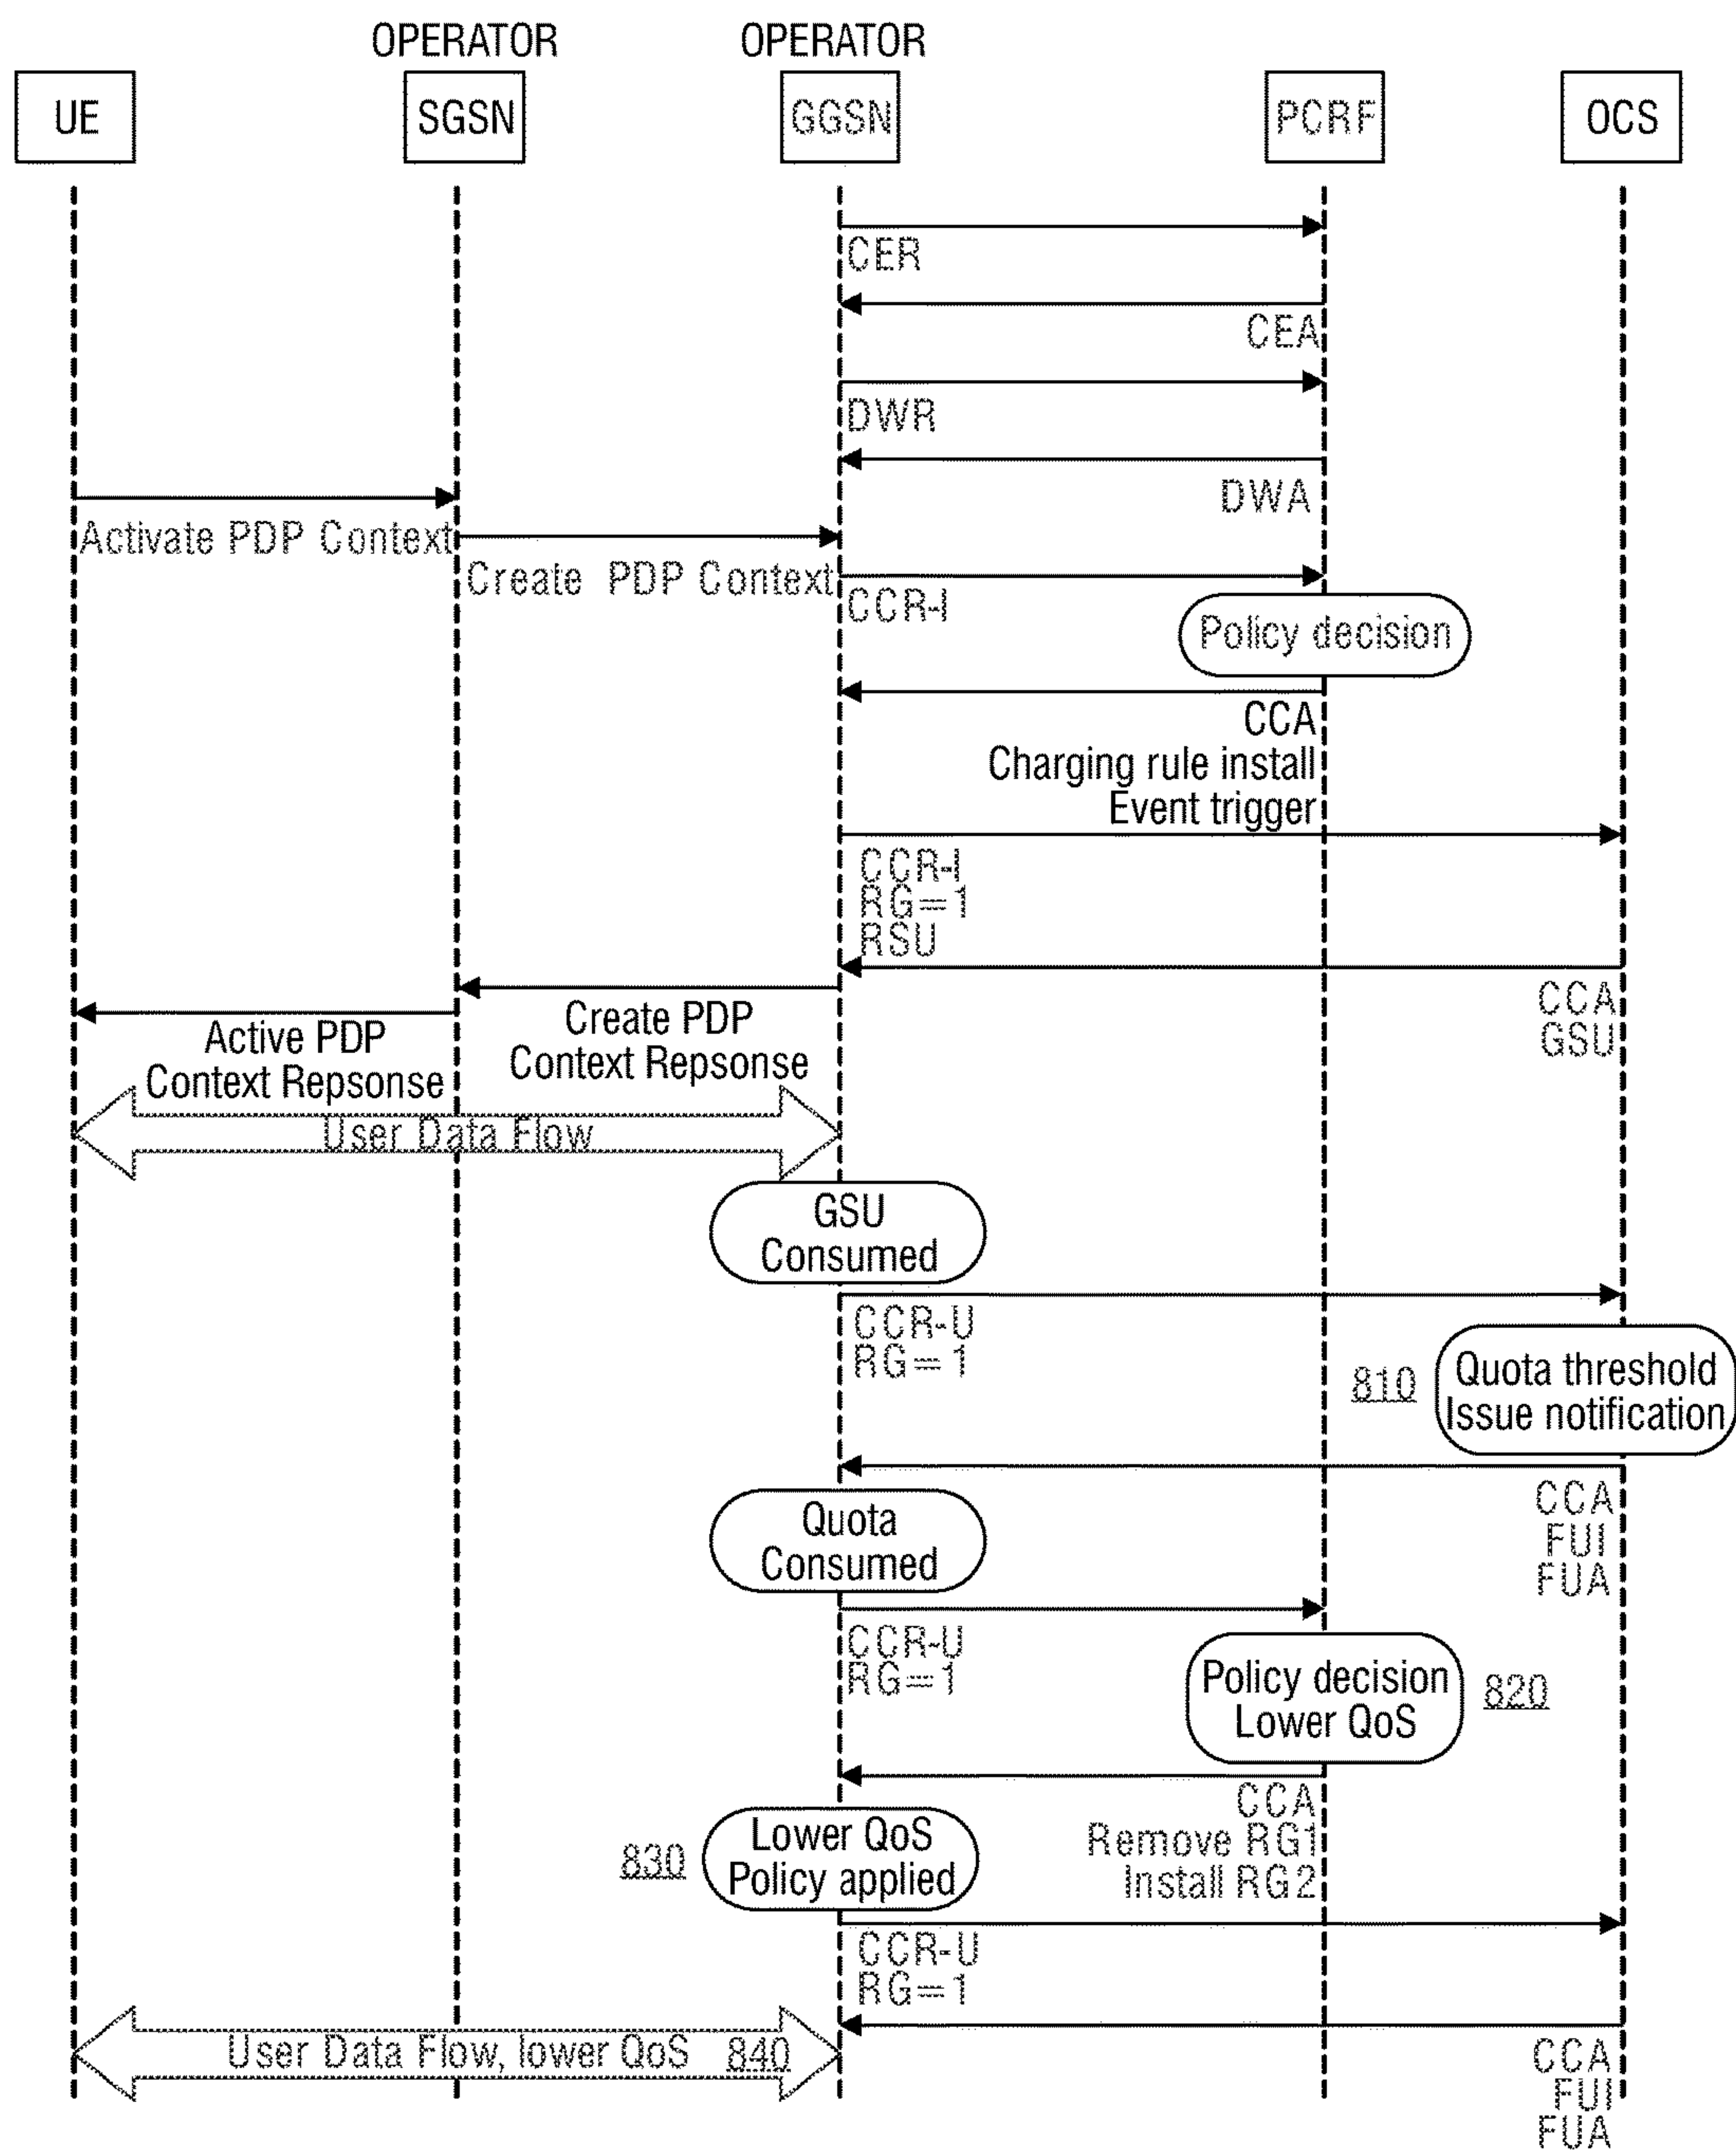 OPERATOR
OPERATOR
UE
SGSN
GGSN
PCRF
OCS
CER
CEA
DWR
DWA
Activate PDP Context
Create PDP Context
CCR-I
Policy decision
CCA
Charging rule install
Event trigger
CCR-I
RG=1
RSU
CCA
GSU
Create PDP
Context Repsonse
Active PDP
Context Repsonse
User Data Flow
GSU
Consumed
CCR-U
RG=1
810
Quota threshold
Issue notification
CCA
FUI
FUA
Quota
Consumed
CCR-U
RG=1
Policy decision
Lower QoS
820
CCA
Remove RG1
Install RG2
830
Lower QoS
Policy applied
CCR-U
RG=1
User Data Flow, lower QoS 840
CCA
FUI
FUA